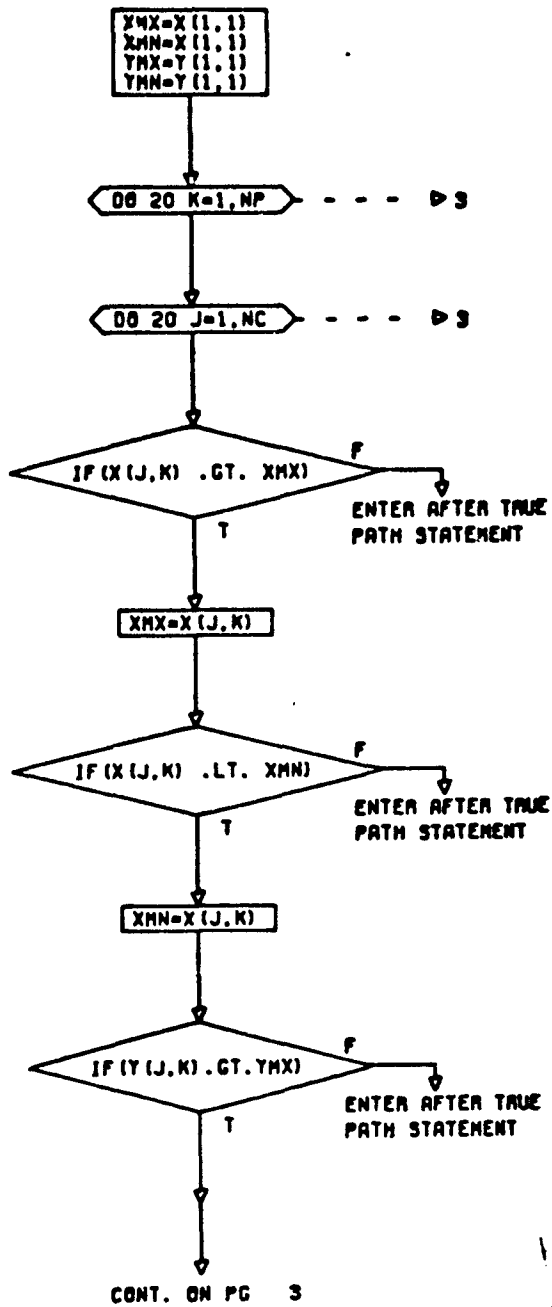 XMX=X(1,1)
XMN=X(1,1)
YMX=Y(1,1)
YMN=Y(1,1)
DO 20 K=1,NP
3
DO 20 J=1,NC
3
IF(X(J,K) .GT. XMX)
F
ENTER AFTER TRUE
PATH STATEMENT
T
XMX=X(J,K)
IF(X(J,K) .LT. XMN)
F
ENTER AFTER TRUE
PATH STATEMENT
T
XMN=X(J,K)
IF(Y(J,K).GT.YMX)
F
ENTER AFTER TRUE
PATH STATEMENT
T
CONT. ON PG 3